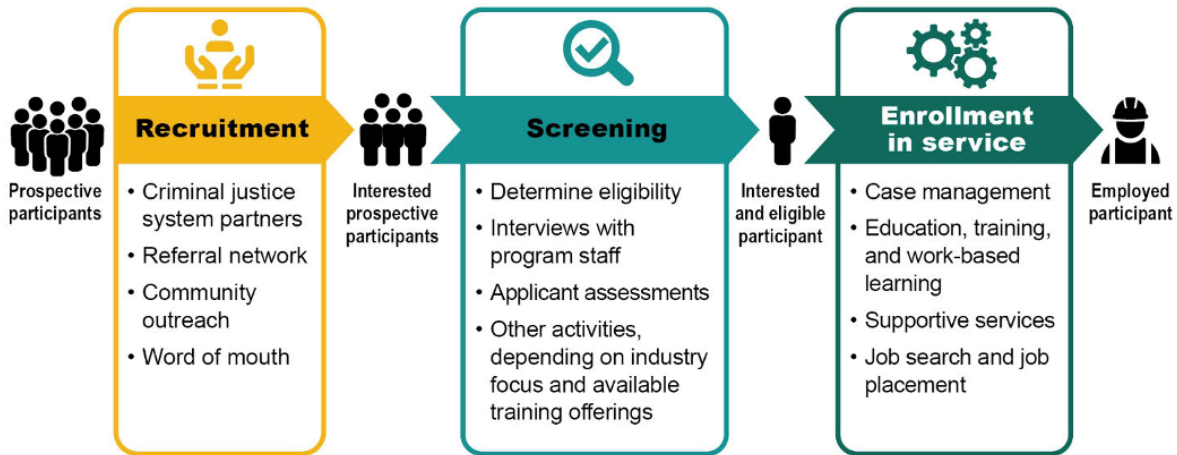 Prospective
participants
Recruitment
• Criminal justice
system partners
• Referral network
• Community
outreach
• Word of mouth
Interested
prospective
participants
Screening
• Determine eligibility
• Interviews with
program staff
• Applicant assessments
• Other activities,
depending on industry
focus and available
training offerings
Interested
and eligible
participant
Enrollment
in service
• Case management
• Education, training,
and work-based
learning
• Supportive services
• Job search and job
placement
Employed
participant